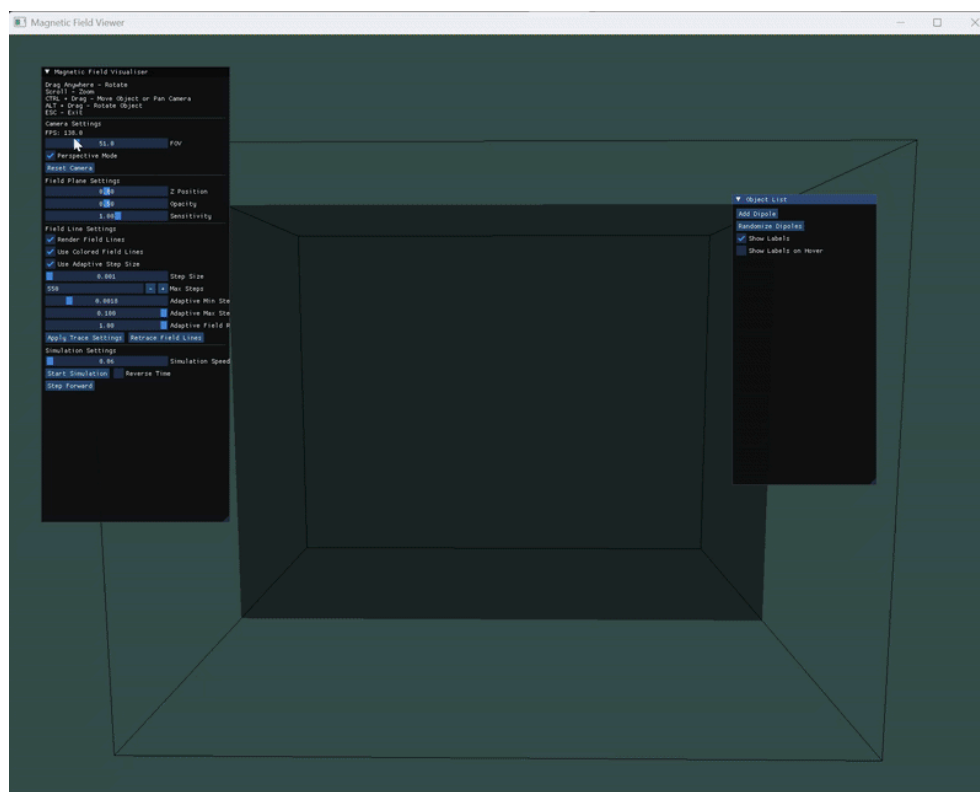 Magnetic Field Viewer
Magnetic Field Visualiser
Drag Anywhere - Rotate
Scroll - Zoom
CTRL + Drag - Move Object or Pan Camera
ALT + Drag - Rotate Object
ESC - Exit
Camera Settings
FPS: 138.0
51.0 FOV
Perspective Mode
Reset Camera
Field Plane Settings
Z Position
Opacity
1.00 Sensitivity
Field Line Settings
Render Field Lines
Use Colored Field Lines
Use Adaptive Step Size
0.001 Step Size
550 - + Max Steps
0.0018 Adaptive Min Ste
0.100 Adaptive Max Ste
1.00 Adaptive Field R
Apply Trace Settings Retrace Field Lines
Simulation Settings
0.06 Simulation Speed
Start Simulation Reverse Time
Step Forward
Object List
Add Dipole
Randomize Dipoles
Show Labels
Show Labels on Hover